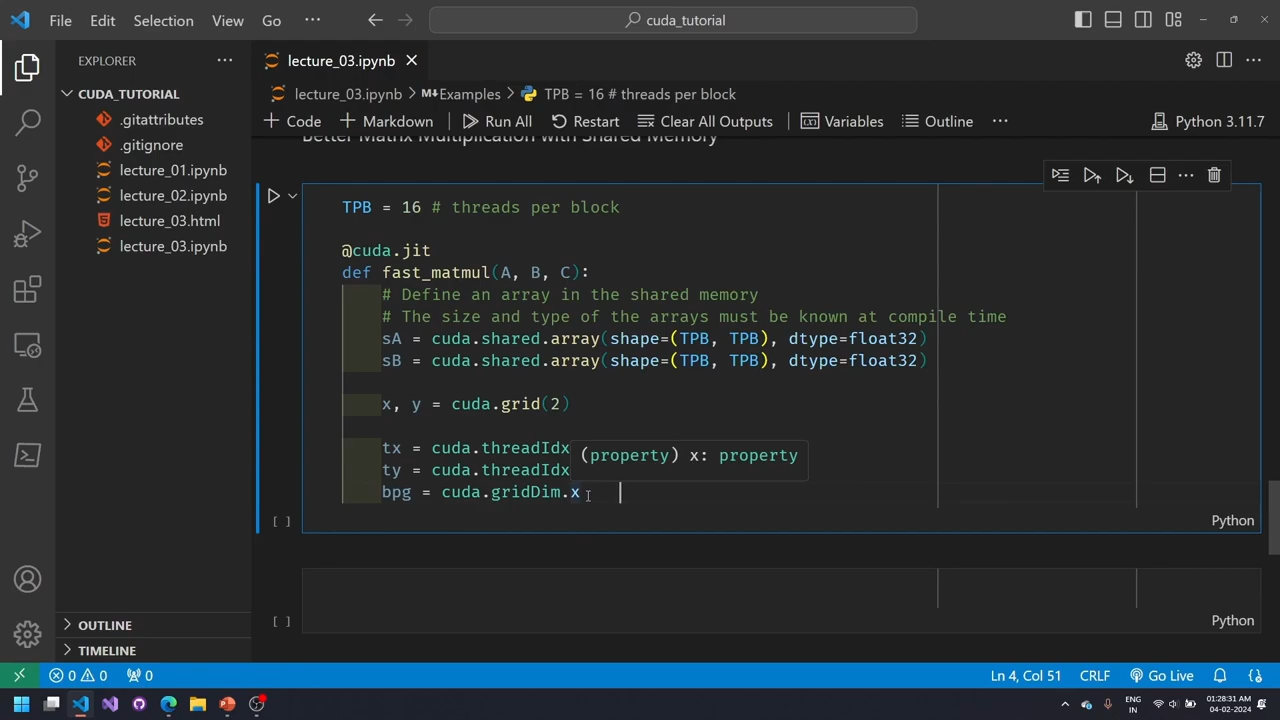 File Edit Selection View Go ··· cuda_tutorial
EXPLORER ···
lecture_03.ipynb
CUDA_TUTORIAL
lecture_03.ipynb > M↓Examples > TPB = 16 # threads per block
.gitattributes
+ Code + Markdown Run All Restart Clear All Outputs Variables Outline ··· Python 3.11.7
.gitignore
lecture_01.ipynb
lecture_02.ipynb
lecture_03.html
lecture_03.ipynb
Better Matrix Multiplication with Shared Memory
TPB = 16 # threads per block
@cuda.jit
def fast_matmul(A, B, C):
# Define an array in the shared memory
# The size and type of the arrays must be known at compile time
sA = cuda.shared.array(shape=(TPB, TPB), dtype=float32)
sB = cuda.shared.array(shape=(TPB, TPB), dtype=float32)
x, y = cuda.grid(2)
tx = cuda.threadIdx
(property) x: property
ty = cuda.threadIdx
bpg = cuda.gridDim.x
[ ] Python
[ ] Python
OUTLINE
TIMELINE
0 0 0 Ln 4, Col 51 CRLF Go Live
ENG
IN
01:28:31 AM
04-02-2024